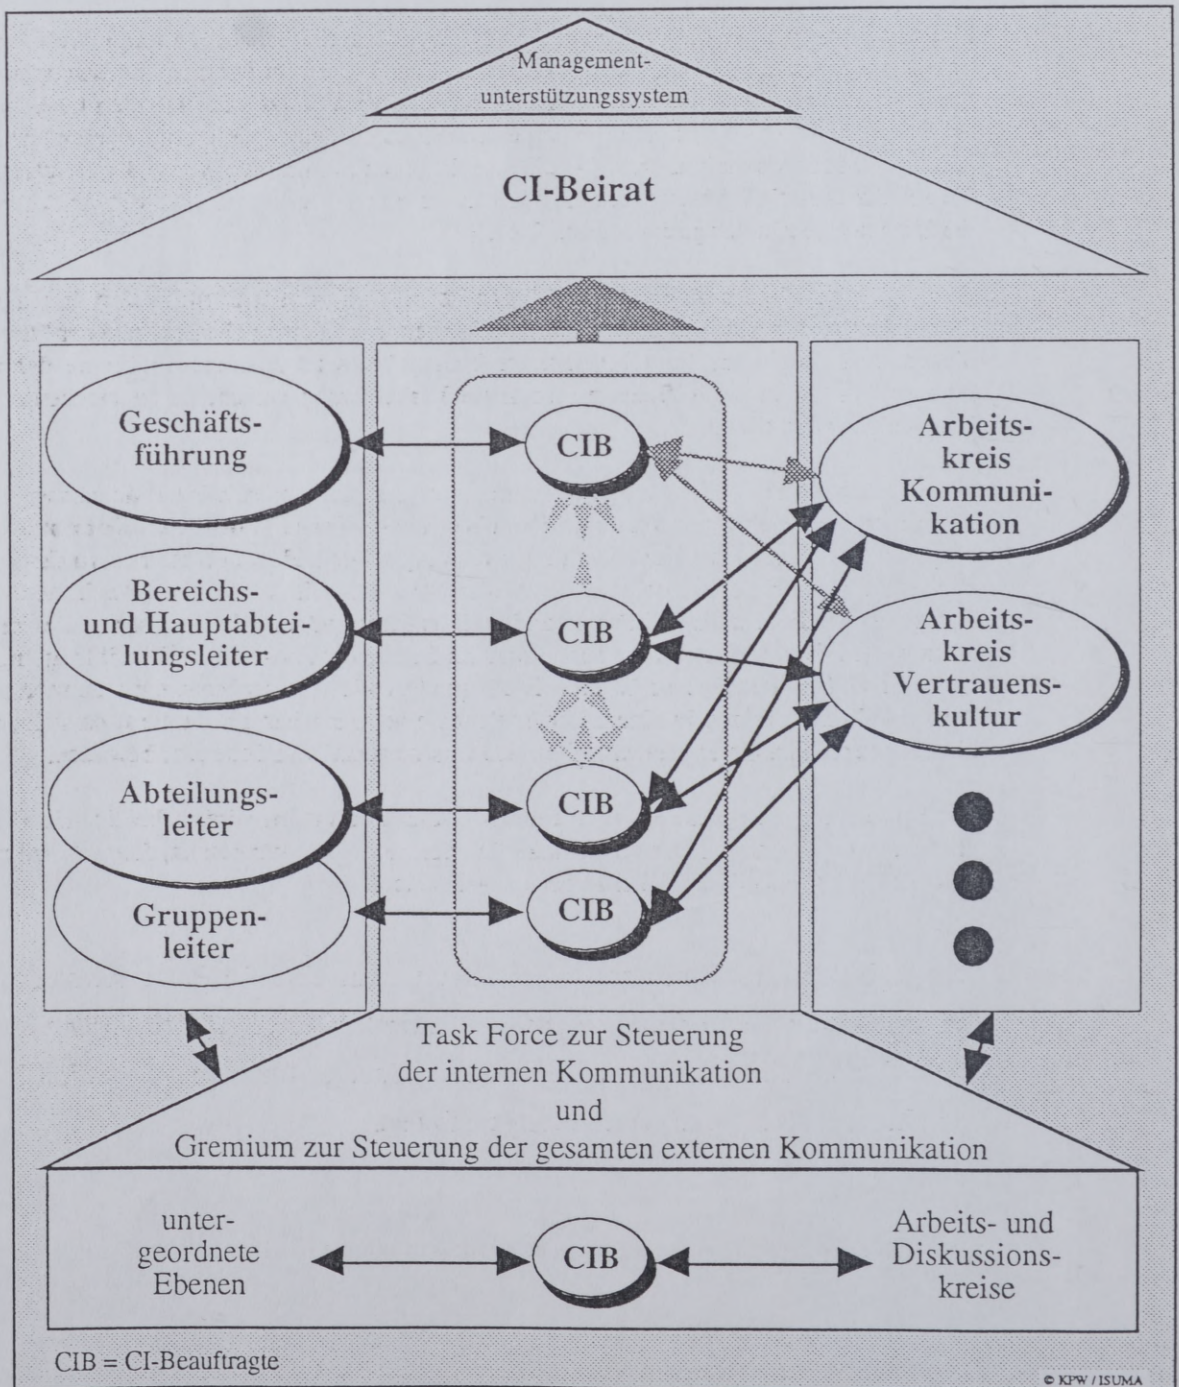 Management-
unterstützungssystem
CI-Beirat
Geschäfts-
führung
CIB
Arbeits-
kreis
Kommuni-
kation
Bereichs-
und Hauptabtei-
lungsleiter
CIB
Arbeits-
kreis
Vertrauens-
kultur
Abteilungs-
leiter
CIB
Gruppen-
leiter
CIB
Task Force zur Steuerung
der internen Kommunikation
und
Gremium zur Steuerung der gesamten externen Kommunikation
unter-
geordnete
Ebenen
CIB
Arbeits- und
Diskussions-
kreise
CIB = CI-Beauftragte
© KPW / ISUMA